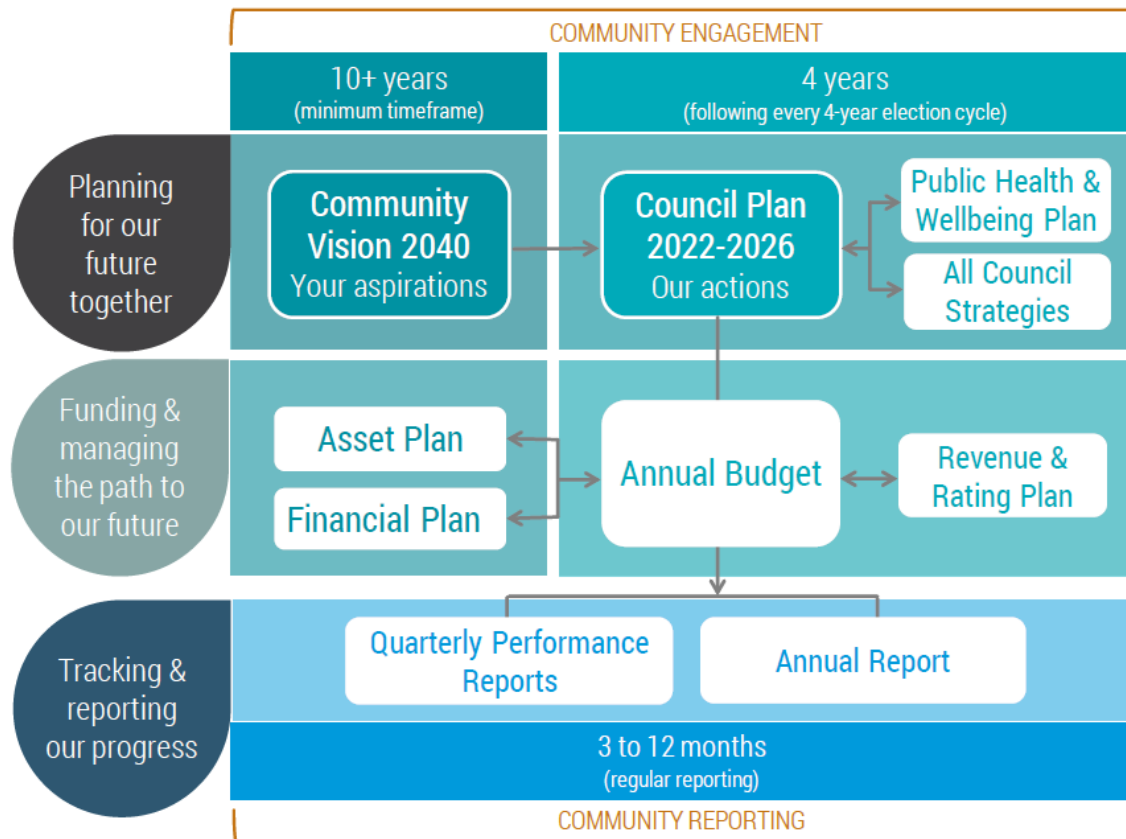 COMMUNITY ENGAGEMENT
10+ years
(minimum timeframe)
4 years
(following every 4-year election cycle)
Planning
for our
future
together
Community
Vision 2040
Your aspirations
Council Plan
2022-2026
Our actions
Public Health &
Wellbeing Plan
All Council
Strategies
Funding &
managing
the path to
our future
Asset Plan
Financial Plan
Annual Budget
Revenue &
Rating Plan
Tracking &
reporting
our progress
Quarterly Performance
Reports
Annual Report
3 to 12 months
(regular reporting)
COMMUNITY REPORTING